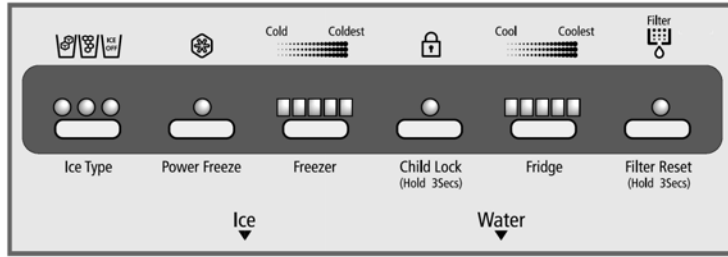 ICE OFF
Cold Coldest
Cool Coolest
Filter
Ice Type
Power Freeze
Freezer
Child Lock
(Hold 3Secs)
Fridge
Filter Reset
(Hold 3Secs)
Ice
Water